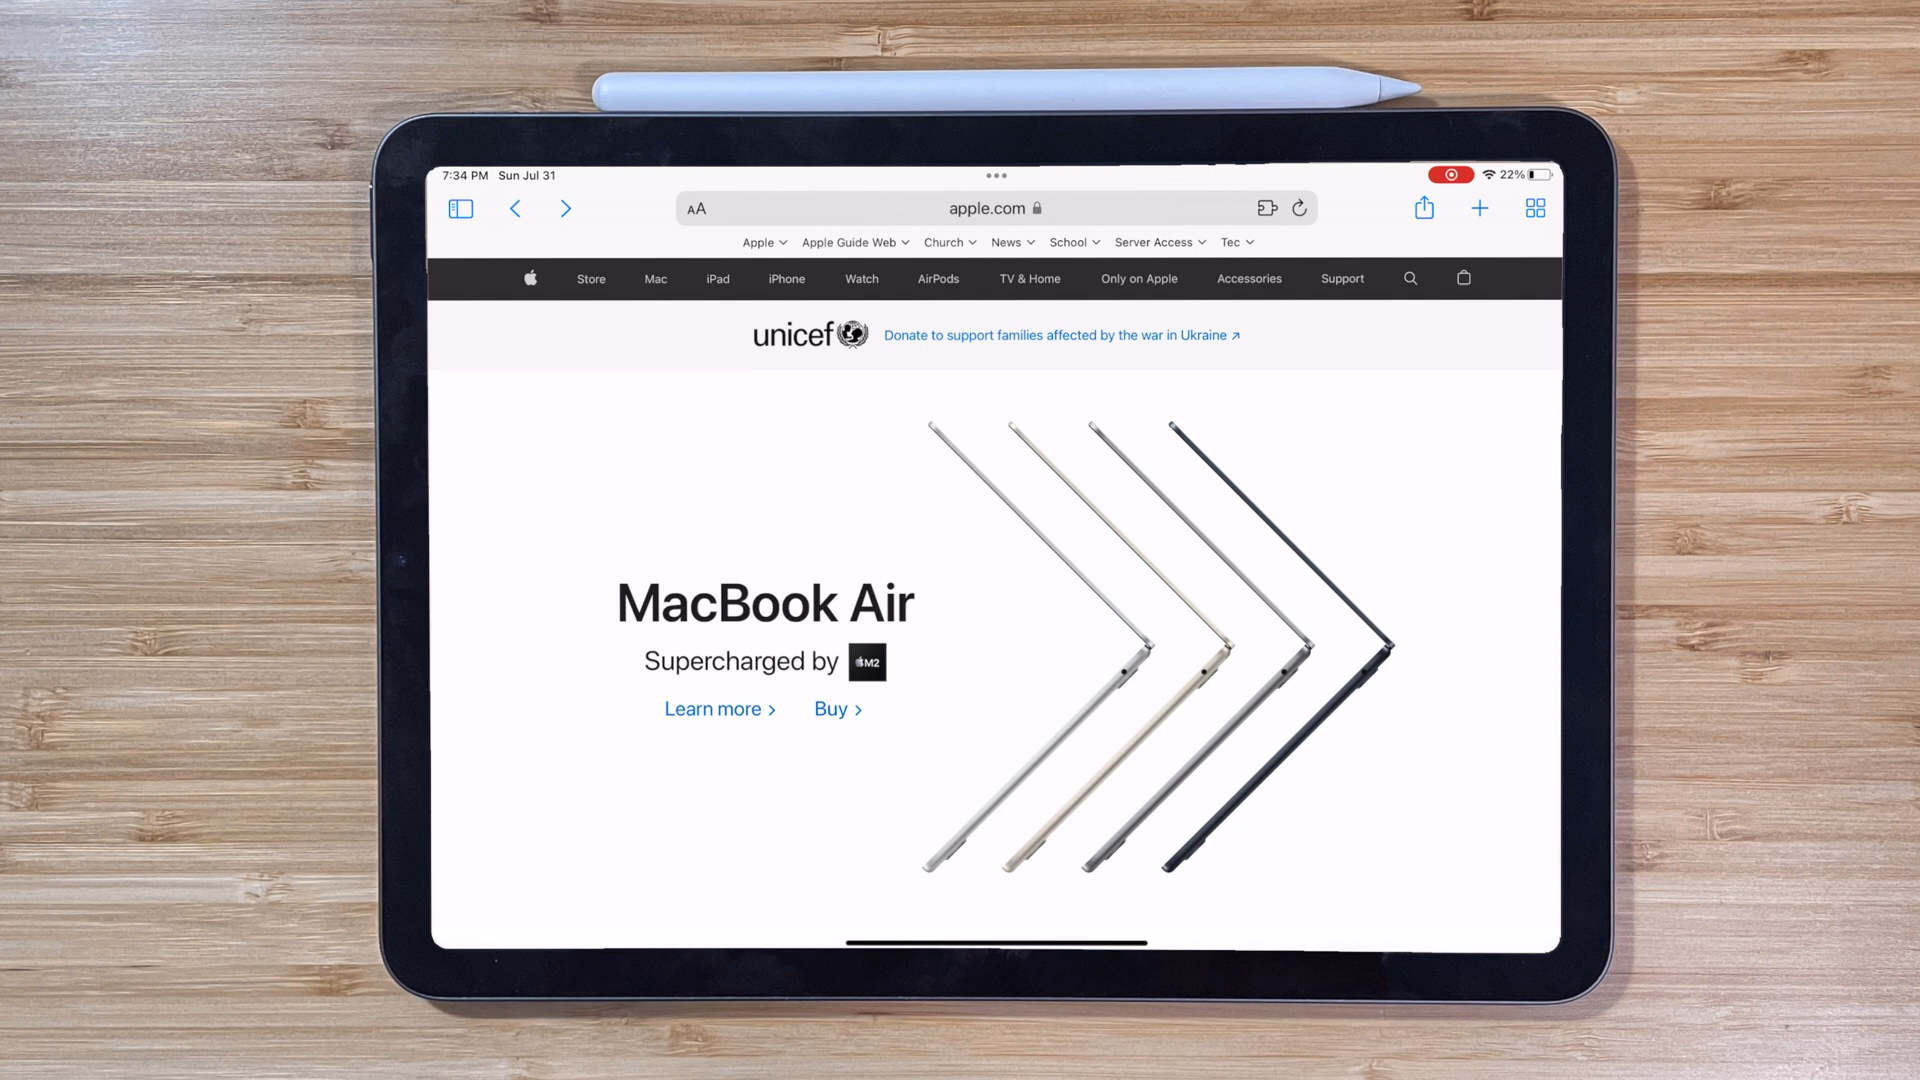 7:34 PM Sun Jul 31
22%
AA apple.com
Apple Apple Guide Web Church News School Server Access Tec
Store Mac iPad iPhone Watch AirPods TV & Home Only on Apple Accessories Support
unicef Donate to support families affected by the war in Ukraine ↗
MacBook Air
Supercharged by M2
Learn more > Buy >